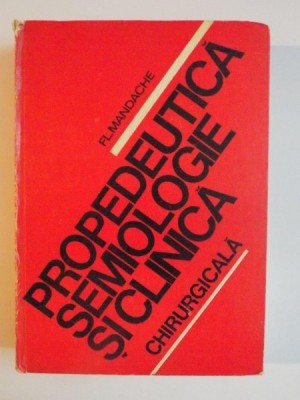 FL.MANDACHE
PROPEDEUTICĂ
SEMIOLOGIE
ȘI CLINICĂ
CHIRURGICALĂ